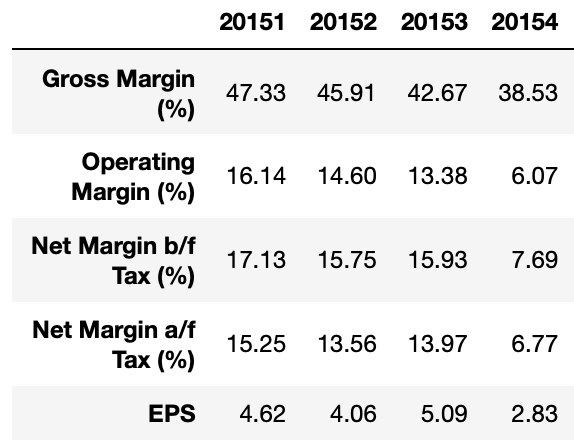 20151 20152 20153 20154
Gross Margin
(%) 47.33 45.91 42.67 38.53
Operating
Margin (%) 16.14 14.60 13.38 6.07
Net Margin b/f
Tax (%) 17.13 15.75 15.93 7.69
Net Margin a/f
Tax (%) 15.25 13.56 13.97 6.77
EPS 4.62 4.06 5.09 2.83